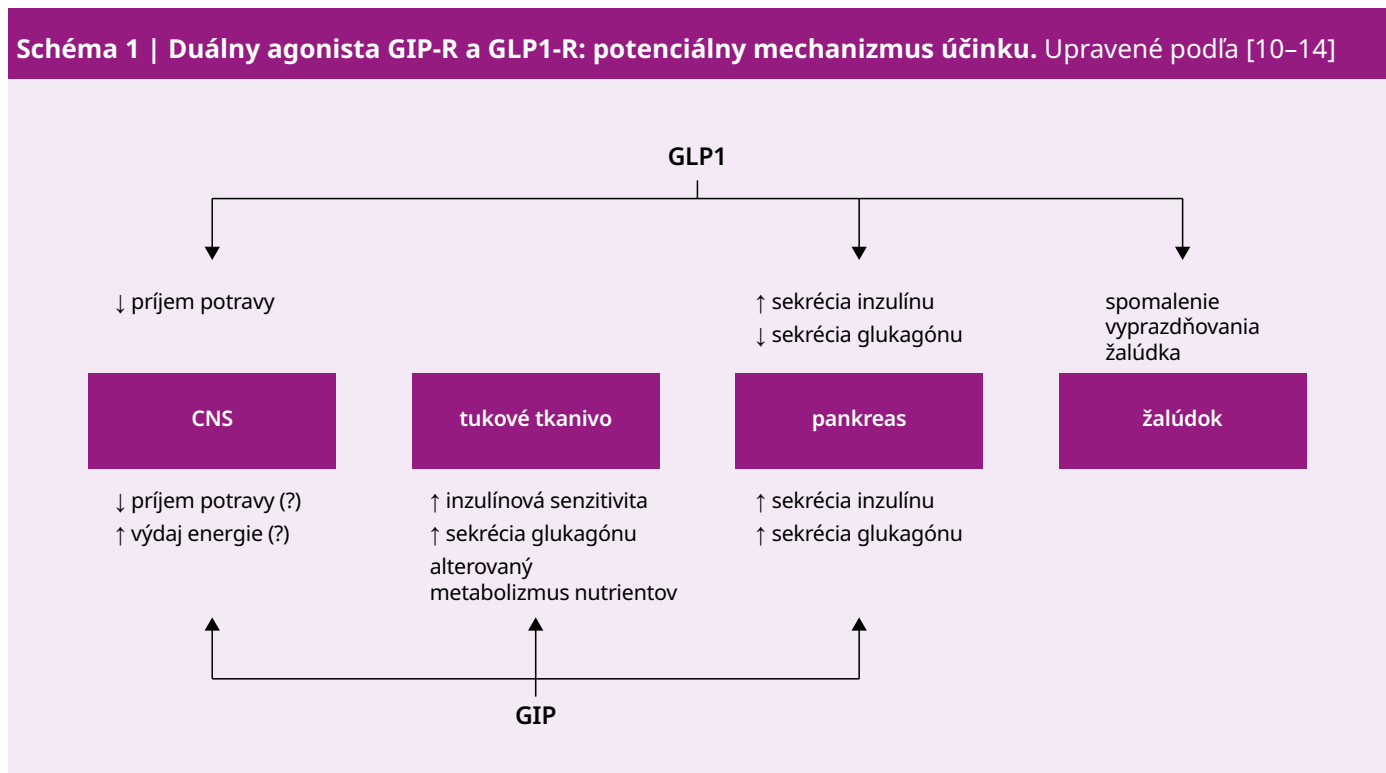 Schéma 1 | Duálny agonista GIP-R a GLP1-R: potenciálny mechanizmus účinku. Upravené podľa [10–14]
GLP1
↓ príjem potravy
↑ sekrécia inzulínu
↓ sekrécia glukagónu
spomalenie
vyprazdňovania
žalúdka
CNS
tukové tkanivo
pankreas
žalúdok
↓ príjem potravy (?)
↑ výdaj energie (?)
↑ inzulínová senzitivita
↑ sekrécia glukagónu
alterovaný
metabolizmus nutrientov
↑ sekrécia inzulínu
↑ sekrécia glukagónu
GIP